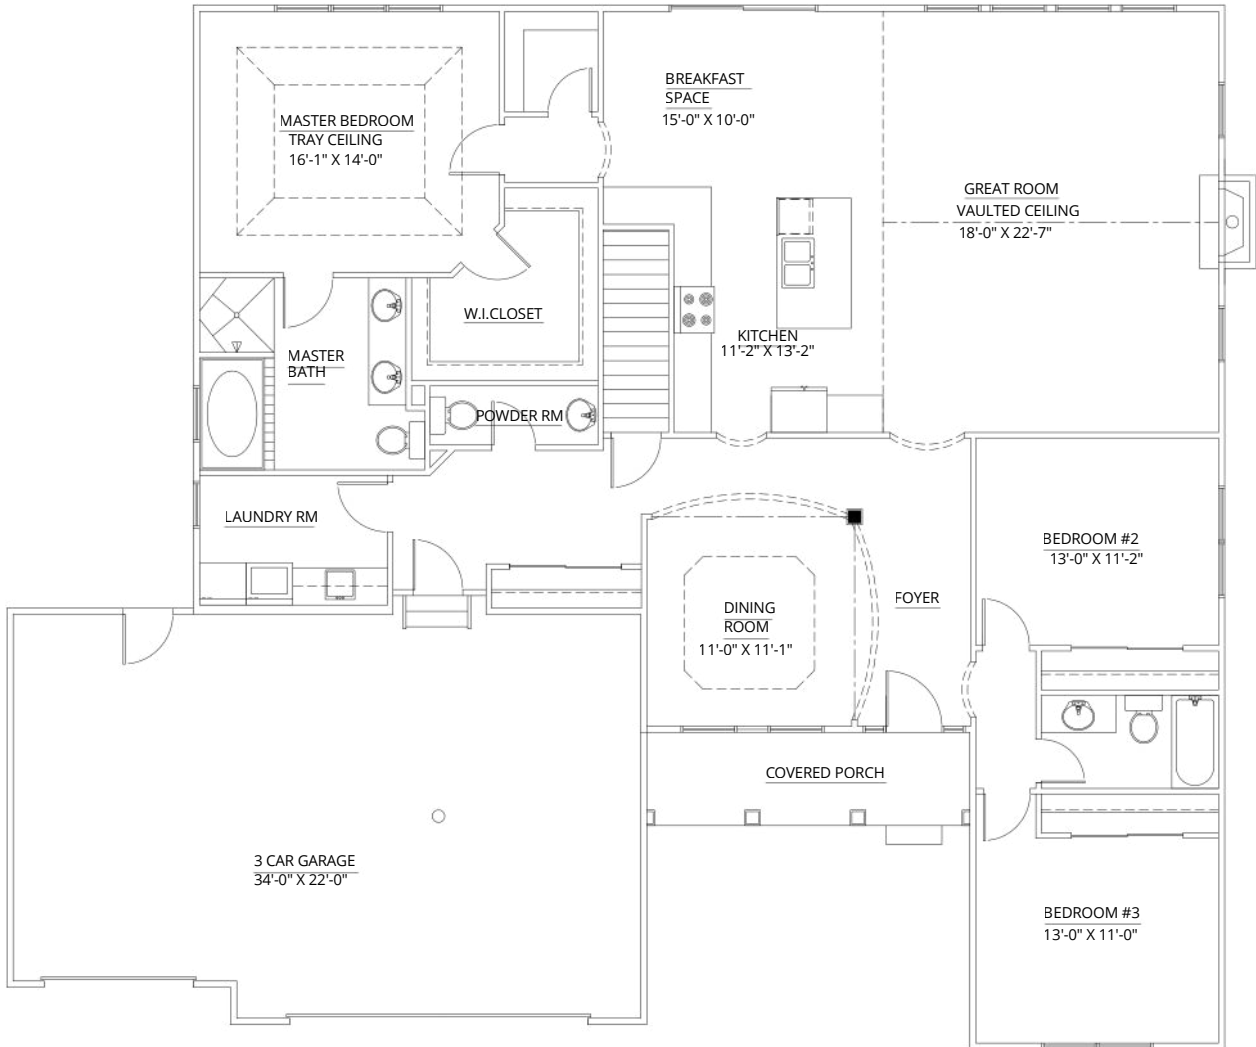 BREAKFAST
SPACE
15'-0" X 10'-0"
MASTER BEDROOM
TRAY CEILING
16'-1" X 14'-0"
GREAT ROOM
VAULTED CEILING
18'-0" X 22'-7"
W.I.CLOSET
KITCHEN
11'-2" X 13'-2"
MASTER
BATH
POWDER RM
LAUNDRY RM
BEDROOM #2
13'-0" X 11'-2"
FOYER
DINING
ROOM
11'-0" X 11'-1"
COVERED PORCH
3 CAR GARAGE
34'-0" X 22'-0"
BEDROOM #3
13'-0" X 11'-0"